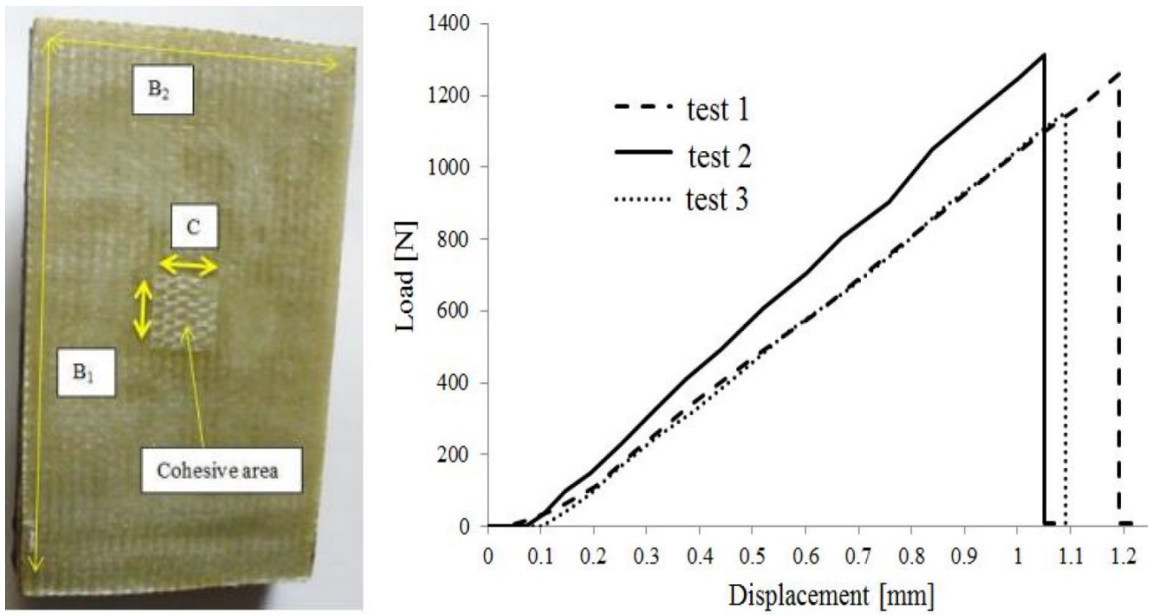 B₂
C
B₁
Cohesive area
1400
1200
1000
800
600
400
200
0
Load [N]
test 1
test 2
test 3
0 0.1 0.2 0.3 0.4 0.5 0.6 0.7 0.8 0.9 1 1.1 1.2
Displacement [mm]